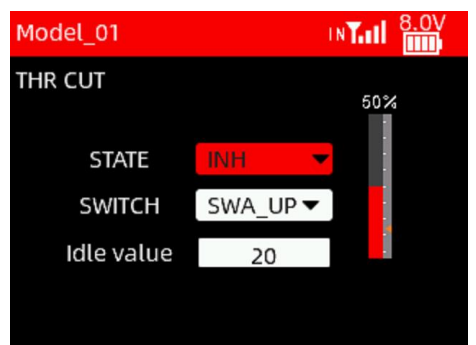 Model_01 IN 8.0V
THR CUT
50%
STATE INH
SWITCH SWA_UP
Idle value 20